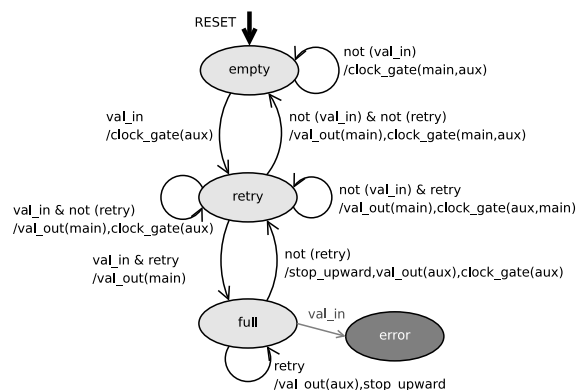 RESET
empty
not (val_in)
/clock_gate(main,aux)
val_in
/clock_gate(aux)
not (val_in) & not (retry)
/val_out(main),clock_gate(main,aux)
retry
not (val_in) & retry
/val_out(main),clock_gate(aux,main)
val_in & not (retry)
/val_out(main),clock_gate(aux)
val_in & retry
/val_out(main)
not (retry)
/stop_upward,val_out(aux),clock_gate(aux)
full
val_in
error
retry
/val_out(aux),stop_upward